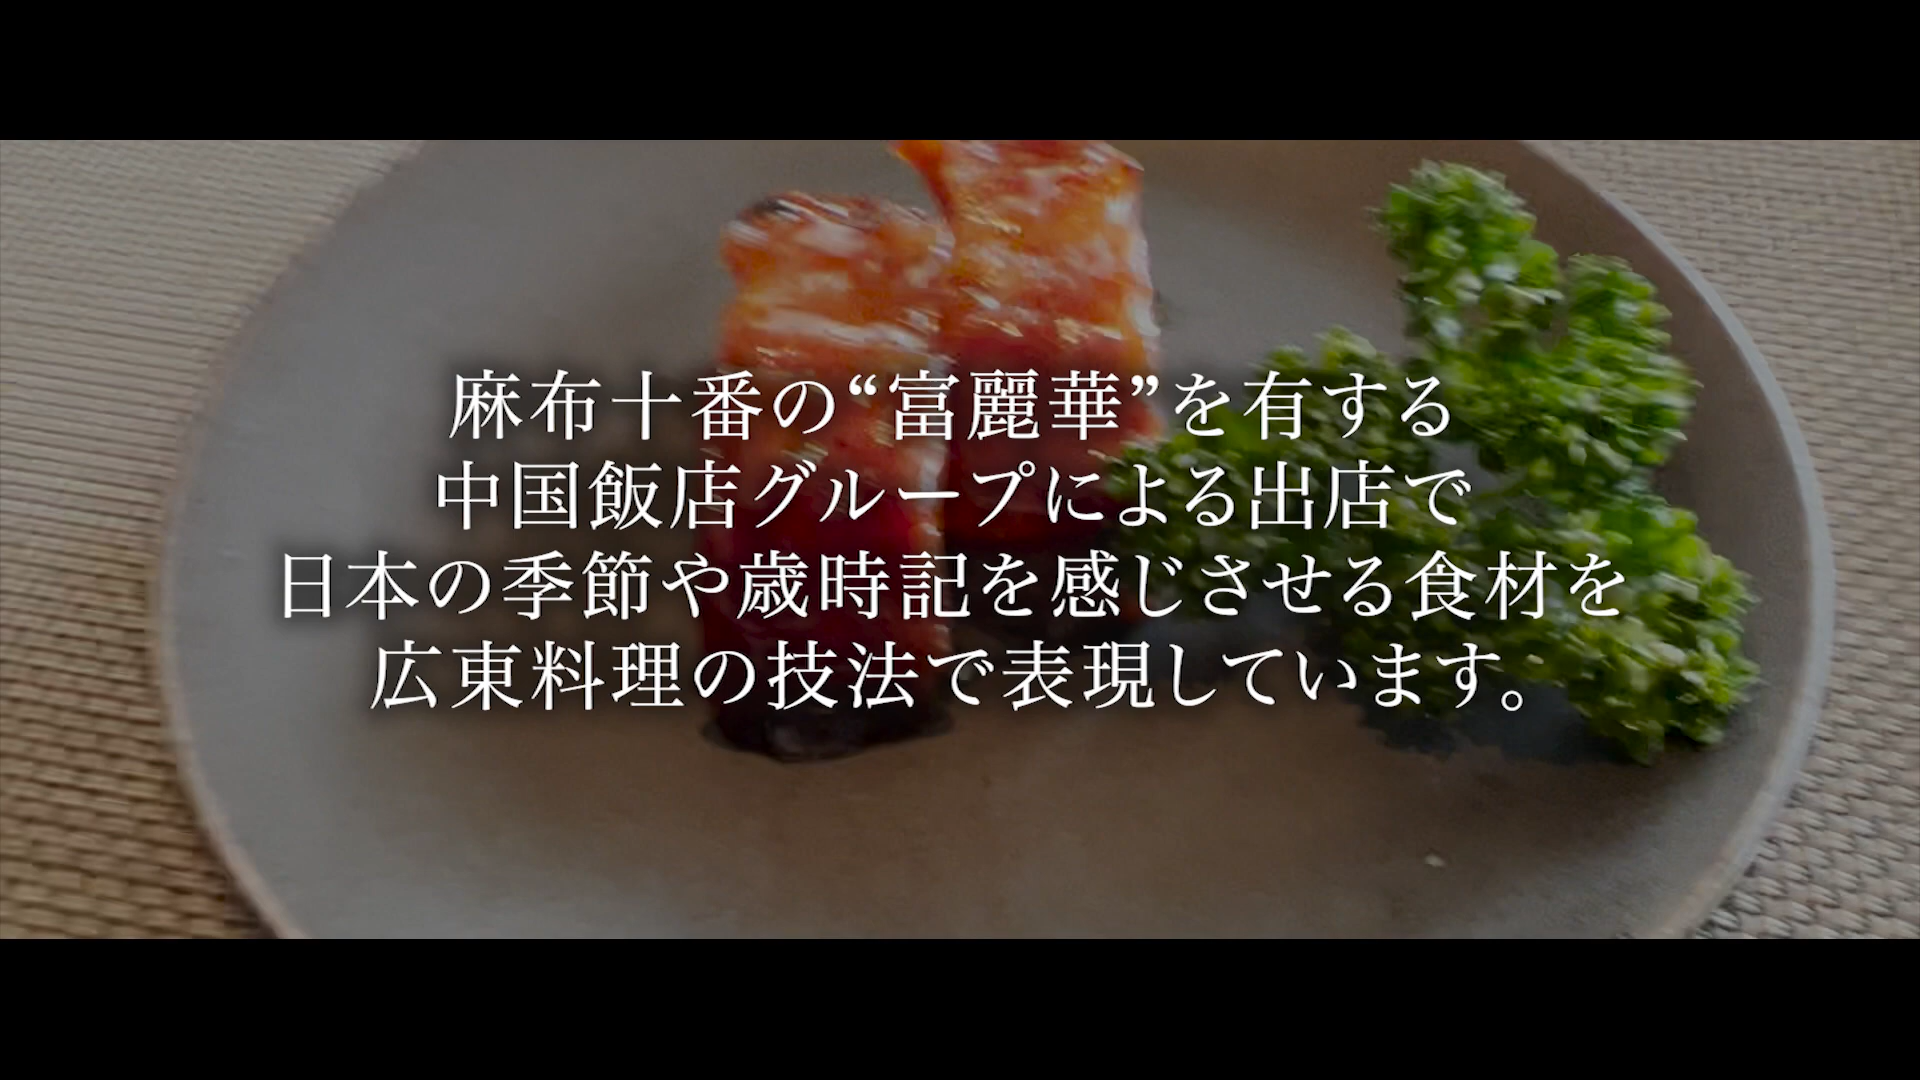 麻布十番の“富麗華”を有する
中国飯店グループによる出店で
日本の季節や歳時記を感じさせる食材を
広東料理の技法で表現しています。